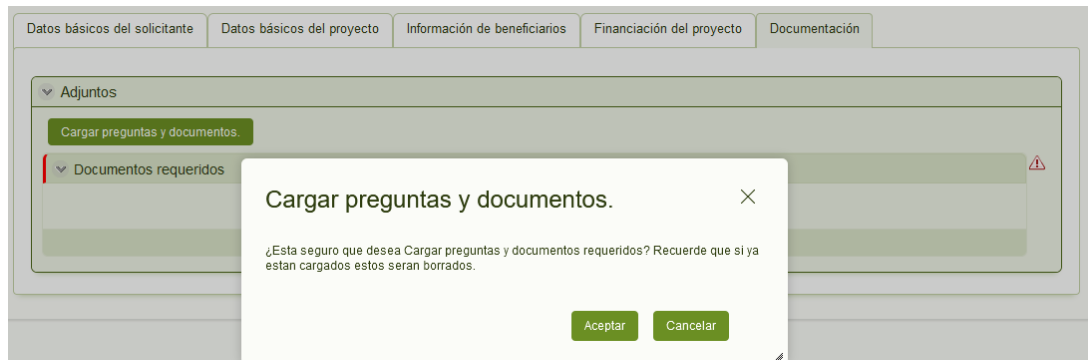 Datos básicos del solicitante
Datos básicos del proyecto
Información de beneficiarios
Financiación del proyecto
Documentación
Adjuntos
Cargar preguntas y documentos.
Documentos requeridos
Cargar preguntas y documentos.
¿Esta seguro que desea Cargar preguntas y documentos requeridos? Recuerde que si ya
estan cargados estos seran borrados.
Aceptar
Cancelar